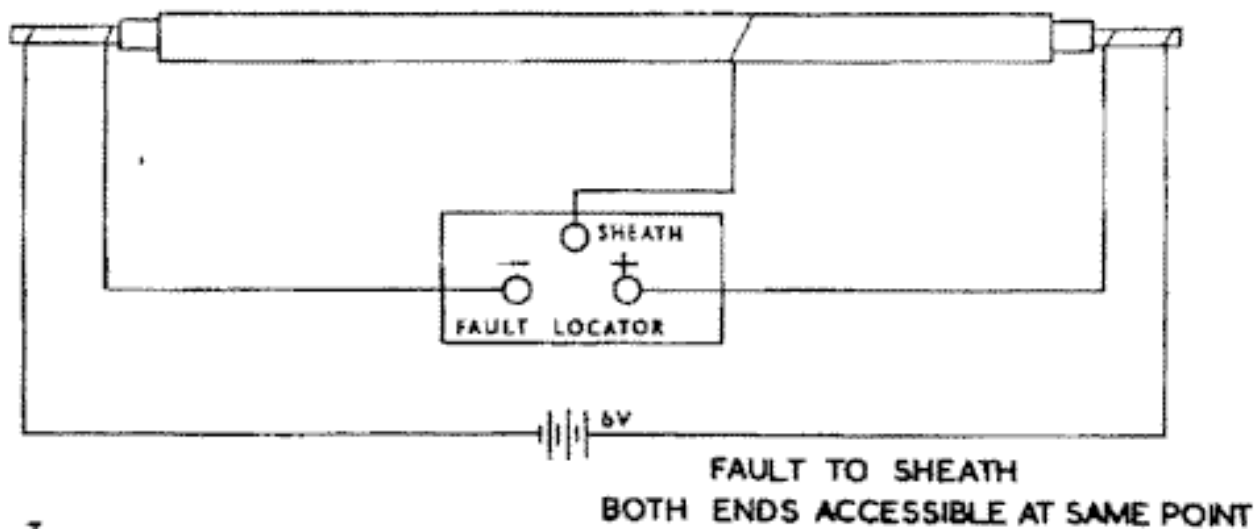 SHEATH
− +
FAULT LOCATOR
6V
FAULT TO SHEATH
BOTH ENDS ACCESSIBLE AT SAME POINT